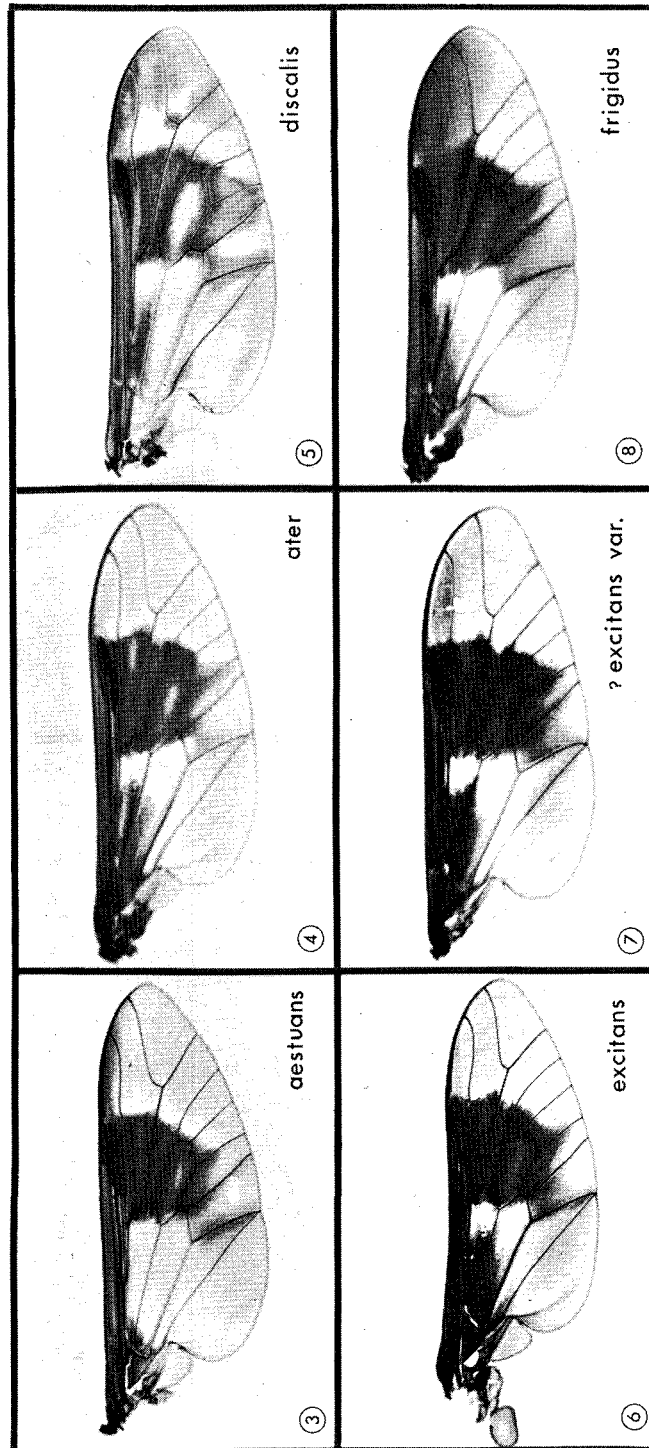 ③ aestuans
④ ater
⑤ discalis
⑥ excitans
⑦ ? excitans var.
⑧ frigidus